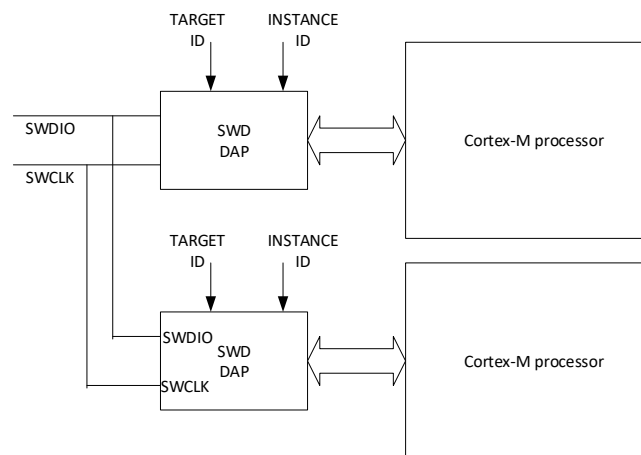 TARGET
ID
INSTANCE
ID
SWDIO
SWCLK
SWD
DAP
Cortex-M processor
TARGET
ID
INSTANCE
ID
SWDIO
SWD
DAP
SWCLK
Cortex-M processor